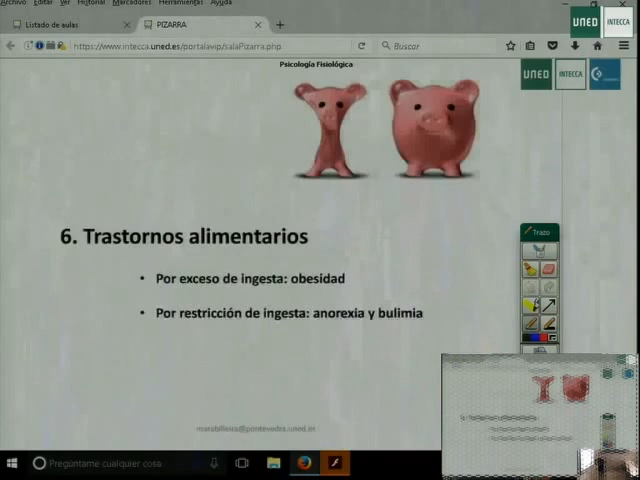 Archivo Editar Ver Historial Marcadores Herramientas Ayuda
Listado de aulas
PIZARRA
https://www.intecca.uned.es/portalavip/salaPizarra.php
Buscar
UNED
INTECCA
Psicología Fisiológica
UNED
INTECCA
6. Trastornos alimentarios
• Por exceso de ingesta: obesidad
• Por restricción de ingesta: anorexia y bulimia
Trazo
Pregúntame cualquier cosa